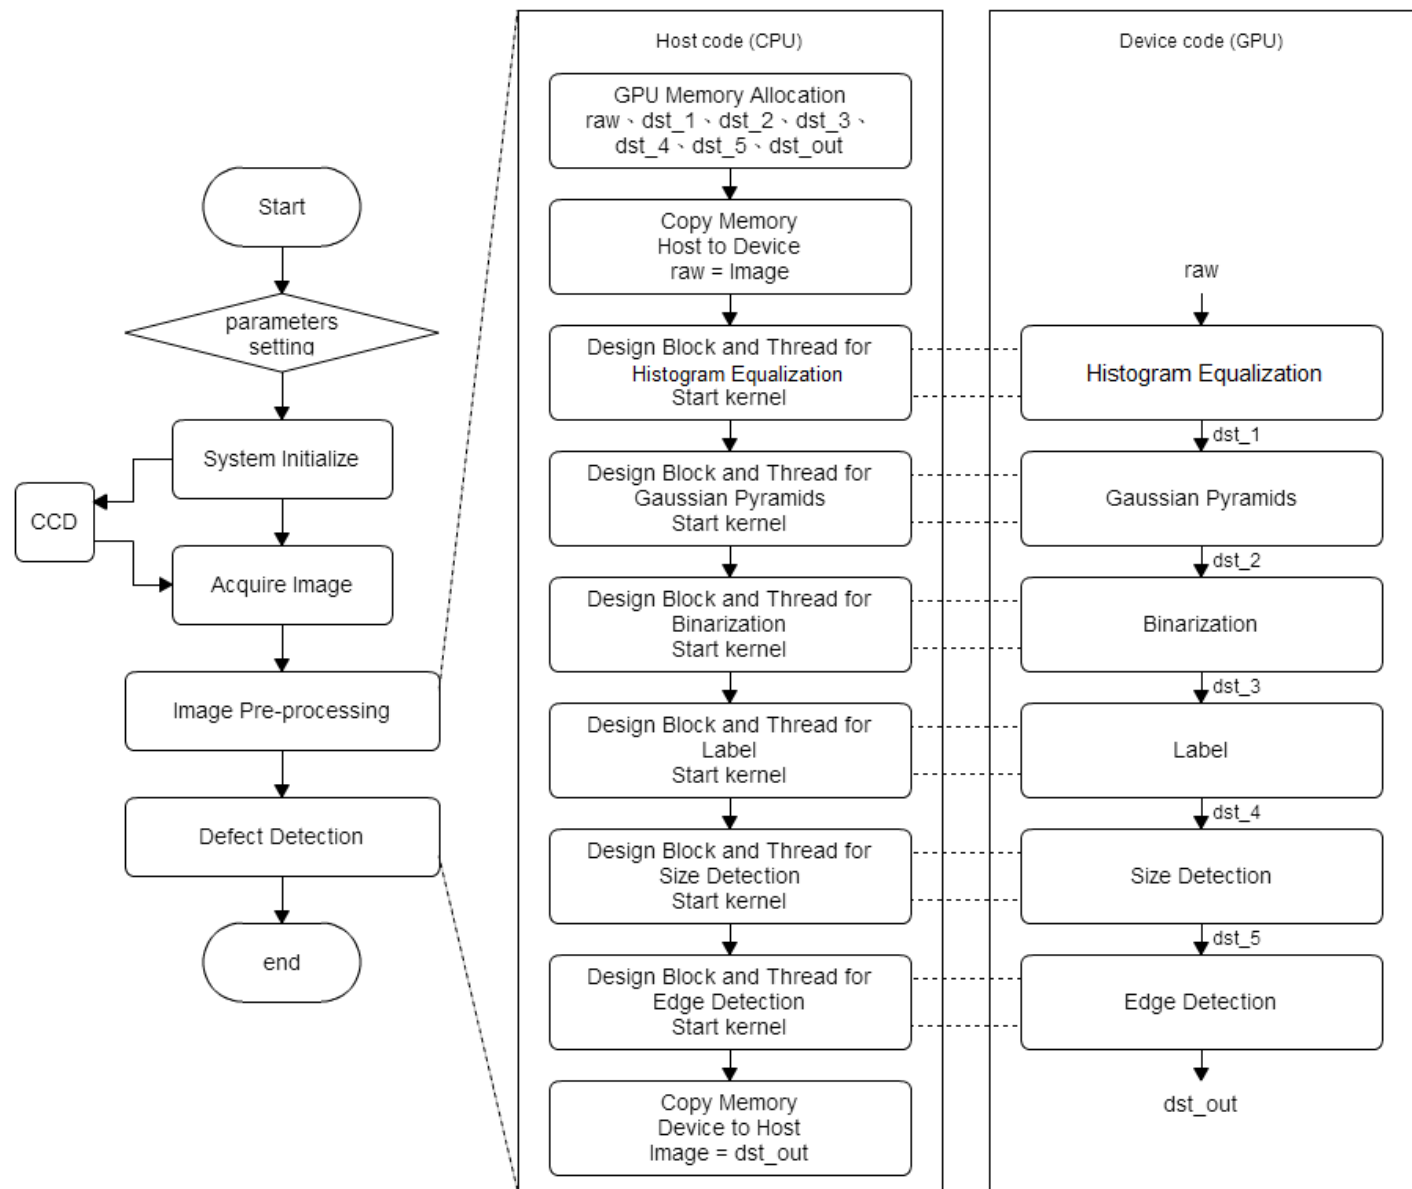 Start
parameters
setting
System Initialize
CCD
Acquire Image
Image Pre-processing
Defect Detection
end
Host code (CPU)
GPU Memory Allocation
raw、dst_1、dst_2、dst_3、
dst_4、dst_5、dst_out
Copy Memory
Host to Device
raw = Image
Design Block and Thread for
Histogram Equalization
Start kernel
Design Block and Thread for
Gaussian Pyramids
Start kernel
Design Block and Thread for
Binarization
Start kernel
Design Block and Thread for
Label
Start kernel
Design Block and Thread for
Size Detection
Start kernel
Design Block and Thread for
Edge Detection
Start kernel
Copy Memory
Device to Host
Image = dst_out
Device code (GPU)
raw
Histogram Equalization
dst_1
Gaussian Pyramids
dst_2
Binarization
dst_3
Label
dst_4
Size Detection
dst_5
Edge Detection
dst_out